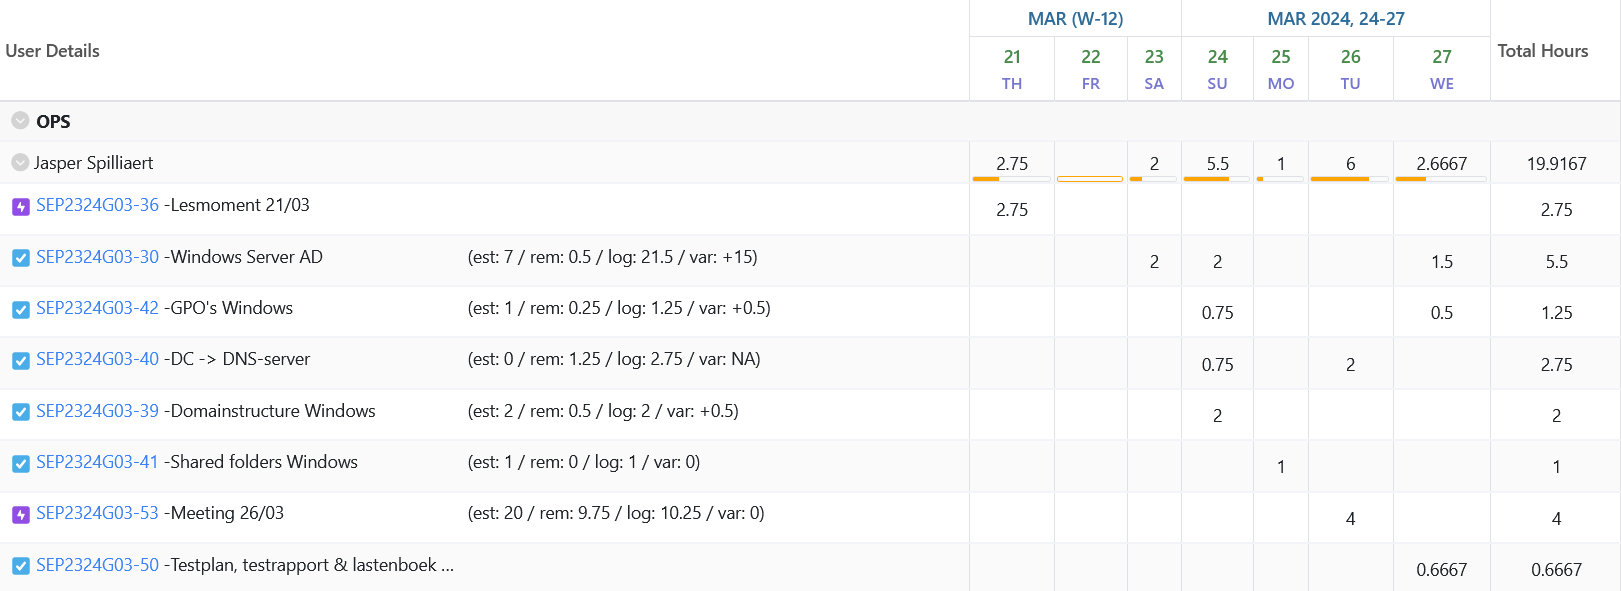 User Details MAR (W-12) MAR 2024, 24-27 Total Hours
21 22 23 24 25 26 27
TH FR SA SU MO TU WE
OPS
Jasper Spilliaert 2.75 2 5.5 1 6 2.6667 19.9167
SEP2324G03-36 -Lesmoment 21/03 2.75 2.75
SEP2324G03-30 -Windows Server AD (est: 7 / rem: 0.5 / log: 21.5 / var: +15) 2 2 1.5 5.5
SEP2324G03-42 -GPO's Windows (est: 1 / rem: 0.25 / log: 1.25 / var: +0.5) 0.75 0.5 1.25
SEP2324G03-40 -DC -> DNS-server (est: 0 / rem: 1.25 / log: 2.75 / var: NA) 0.75 2 2.75
SEP2324G03-39 -Domainstructure Windows (est: 2 / rem: 0.5 / log: 2 / var: +0.5) 2 2
SEP2324G03-41 -Shared folders Windows (est: 1 / rem: 0 / log: 1 / var: 0) 1 1
SEP2324G03-53 -Meeting 26/03 (est: 20 / rem: 9.75 / log: 10.25 / var: 0) 4 4
SEP2324G03-50 -Testplan, testrapport & lastenboek ... 0.6667 0.6667